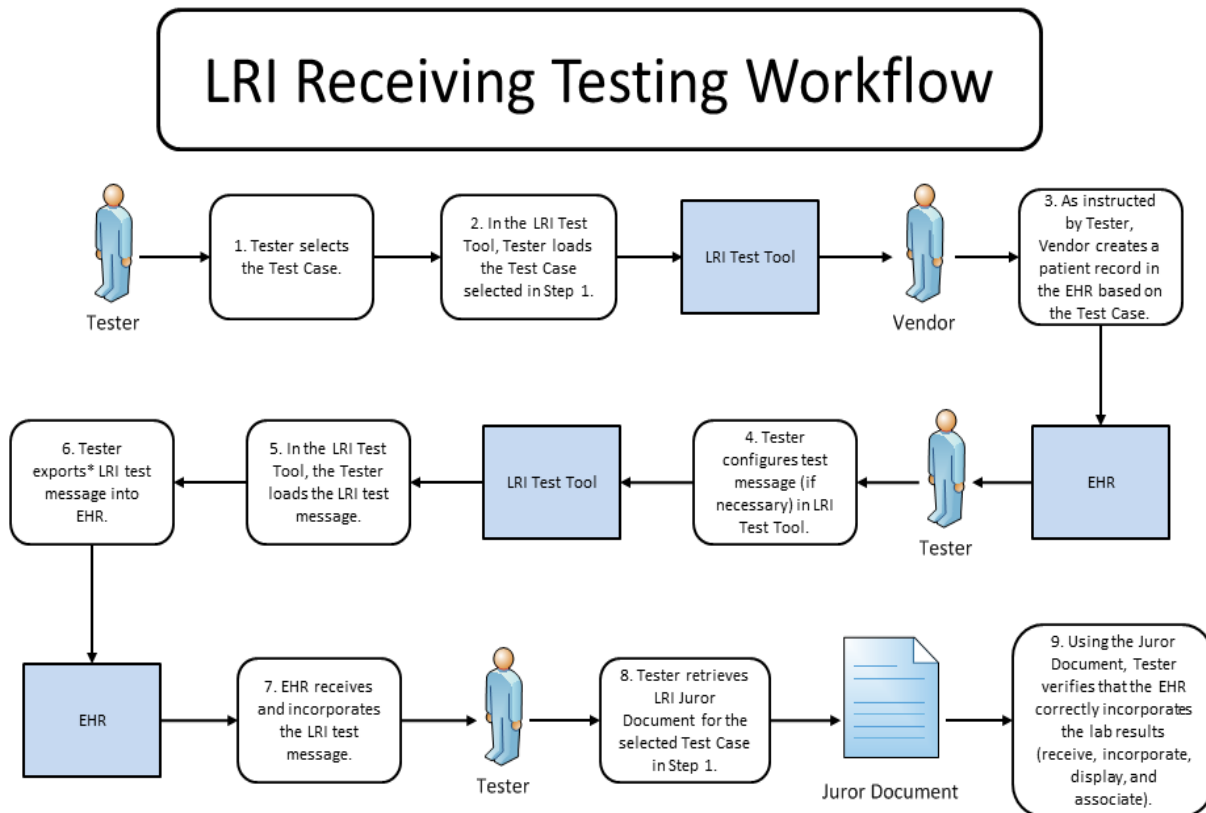 LRI Receiving Testing Workflow
1. Tester selects
the Test Case.
2. In the LRI Test
Tool, Tester loads
the Test Case
selected in Step 1.
LRI Test Tool
3. As instructed
by Tester,
Vendor creates a
patient record in
the EHR based on
the Test Case.
Tester
Vendor
6. Tester
exports* LRI test
message into
EHR.
5. In the LRI Test
Tool, the Tester
loads the LRI test
message.
LRI Test Tool
4. Tester
configures test
message (if
necessary) in LRI
Test Tool.
Tester
EHR
EHR
7. EHR receives
and incorporates
the LRI test
message.
Tester
8. Tester retrieves
LRI Juror
Document for the
selected Test Case
in Step 1.
Juror Document
9. Using the Juror
Document, Tester
verifies that the EHR
correctly incorporates
the lab results
(receive, incorporate,
display, and
associate).